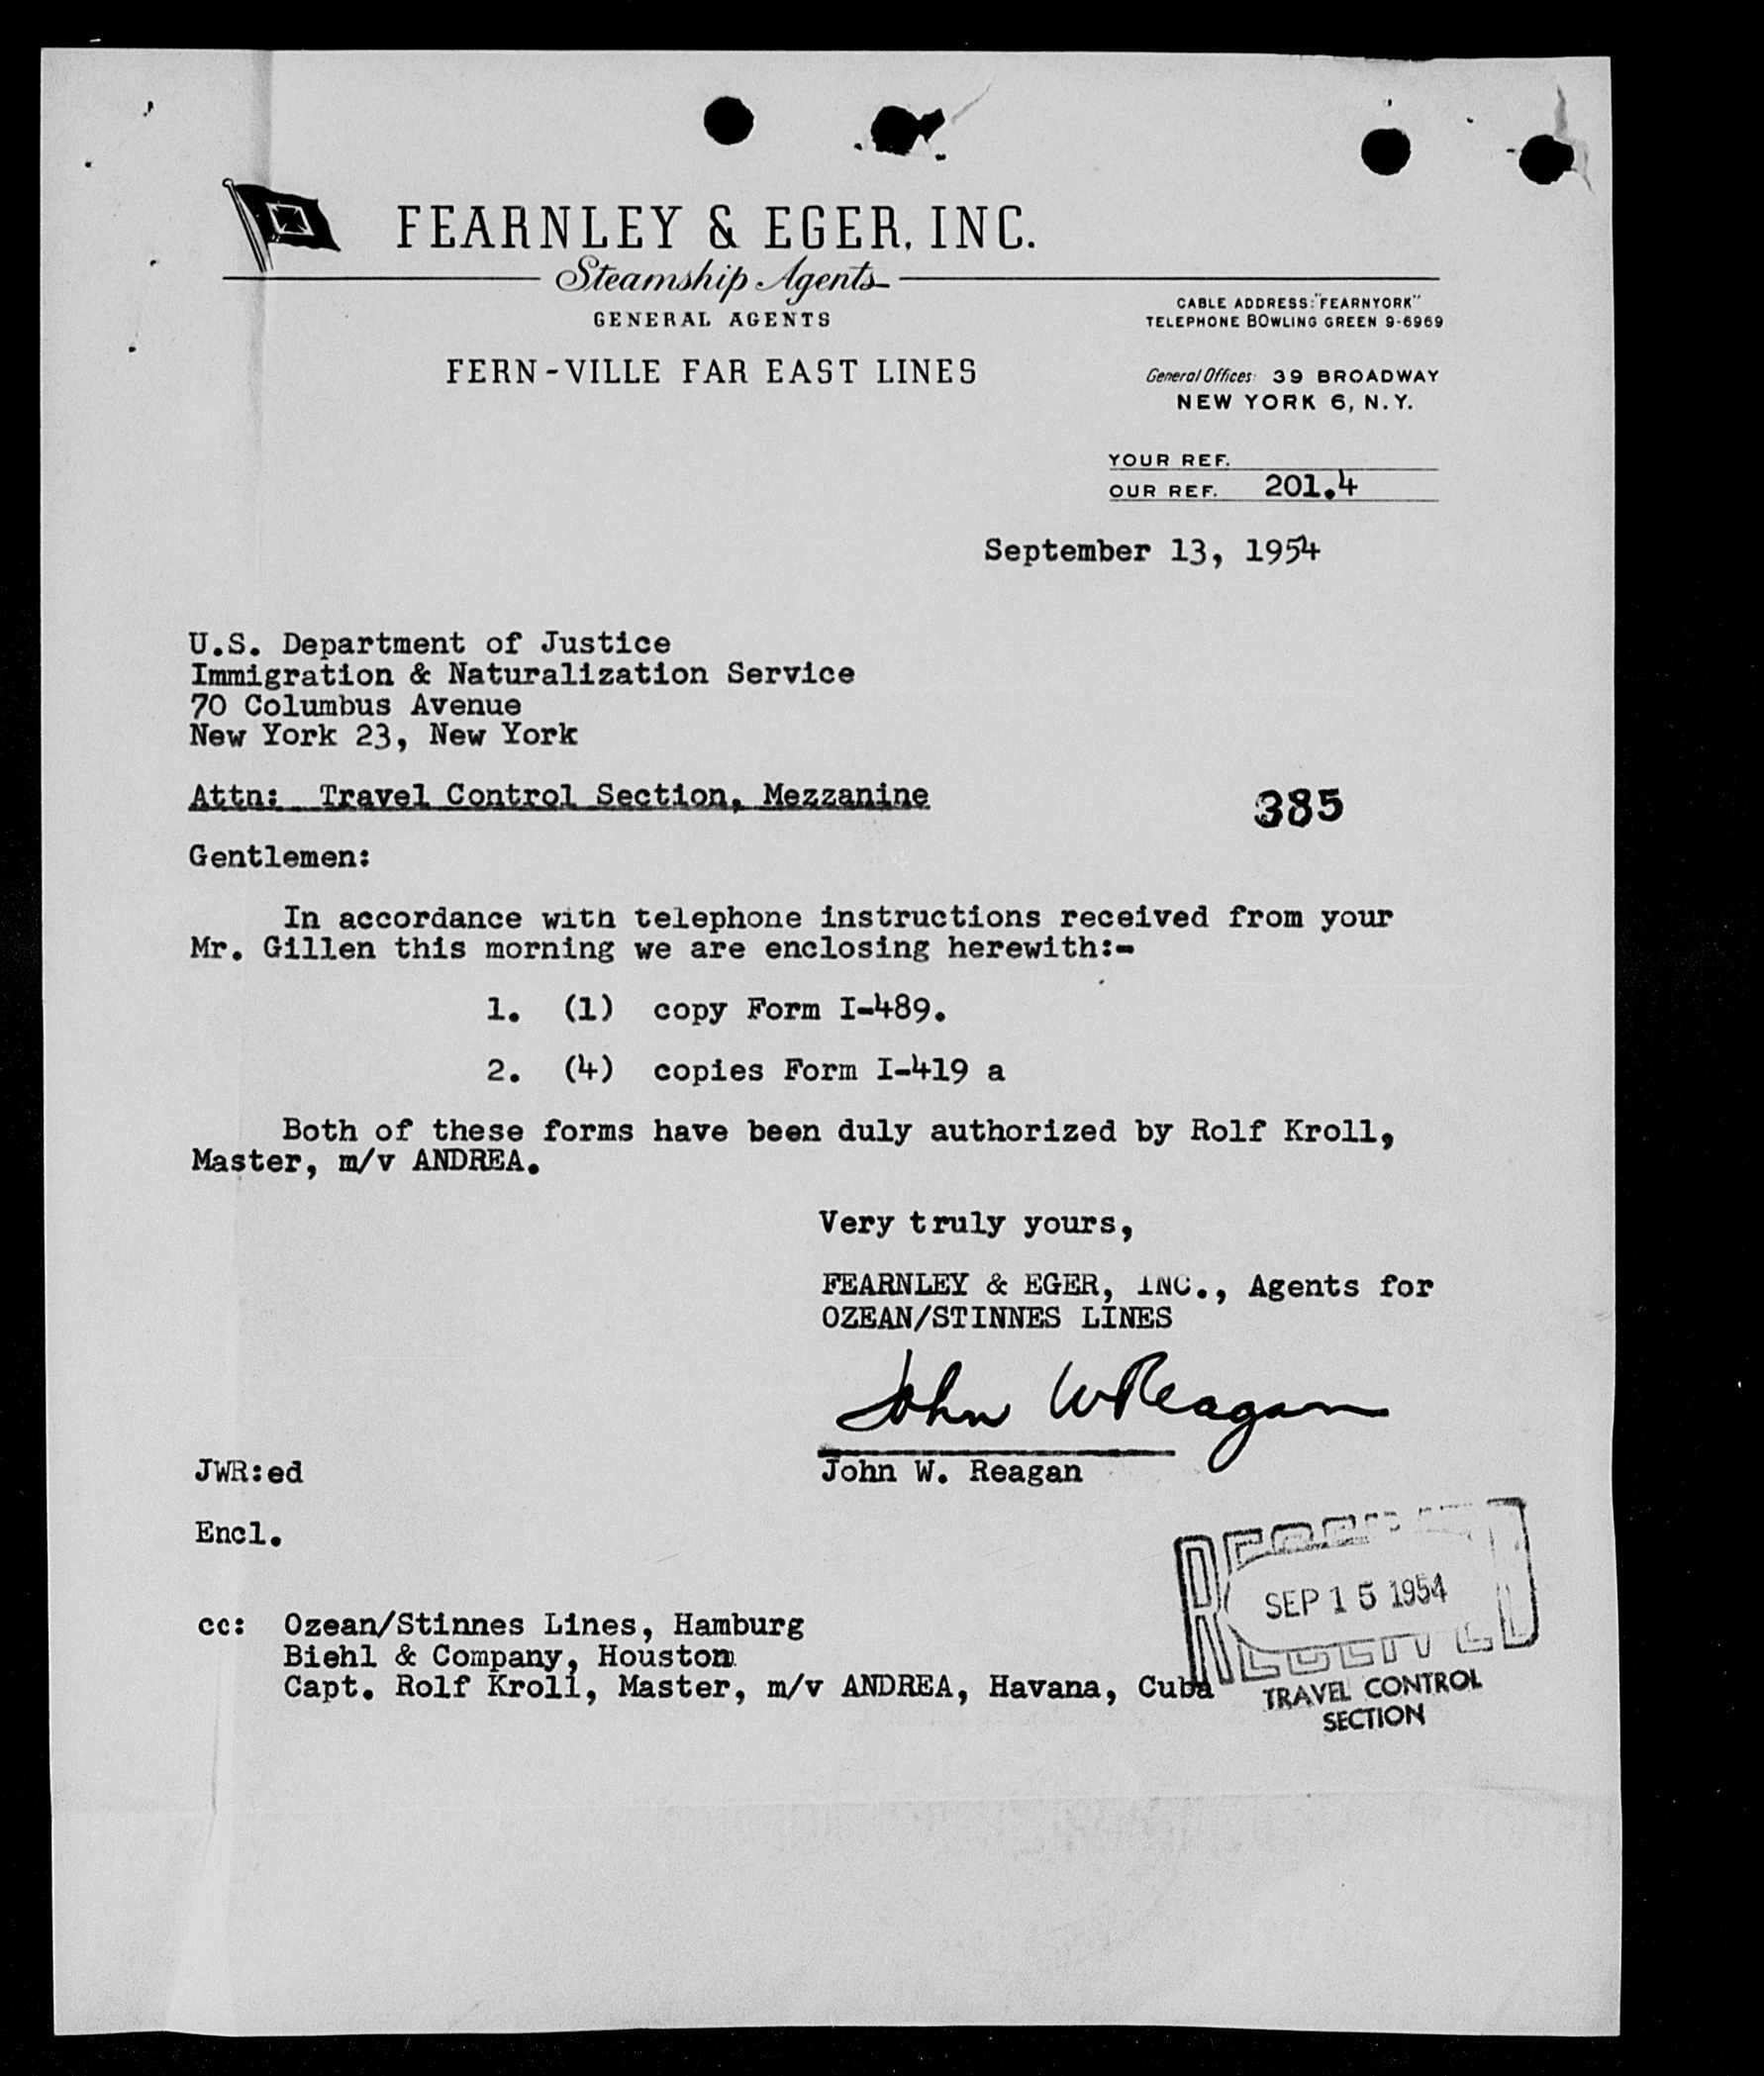 FEARNLEY & EGER, INC.
Steamship Agents
GENERAL AGENTS
FERN-VILLE FAR EAST LINES
CABLE ADDRESS: "FEARNYORK"
TELEPHONE BOWLING GREEN 9-6969
General Offices: 39 BROADWAY
NEW YORK 6, N.Y.
YOUR REF.
OUR REF. 201.4
September 13, 1954
U.S. Department of Justice
Immigration & Naturalization Service
70 Columbus Avenue
New York 23, New York
Attn: Travel Control Section, Mezzanine
385
Gentlemen:
In accordance with telephone instructions received from your
Mr. Gillen this morning we are enclosing herewith:-
1. (1) copy Form I-489.
2. (4) copies Form I-419 a
Both of these forms have been duly authorized by Rolf Kroll,
Master, m/v ANDREA.
Very truly yours,
FEARNLEY & EGER, INC., Agents for
OZEAN/STINNES LINES
John W Reagan
John W. Reagan
JWR:ed
Encl.
cc: Ozean/Stinnes Lines, Hamburg
Biehl & Company, Houston
Capt. Rolf Kroll, Master, m/v ANDREA, Havana, Cuba
RECEIVED
SEP 15 1954
RECEIVED
TRAVEL CONTROL
SECTION